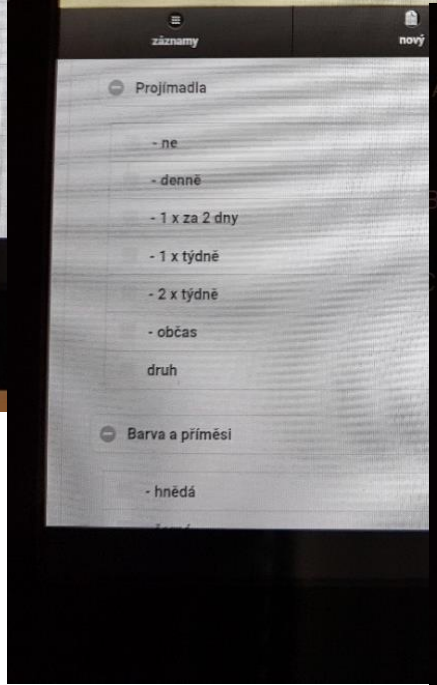 záznamy
nový
Projímadla
- ne
- denně
- 1 x za 2 dny
- 1 x týdně
- 2 x týdně
- občas
druh
Barva a příměsi
- hnědá